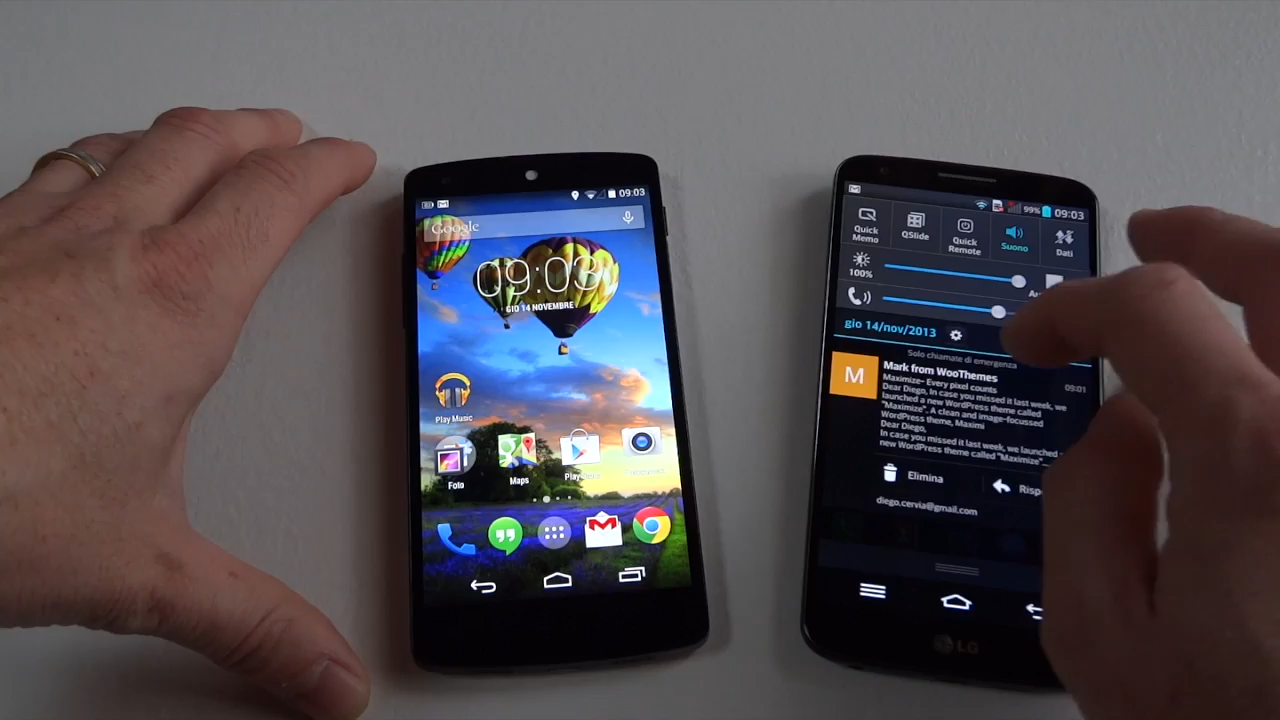 09:03
Google
09:03
GIO 14 NOVEMBRE
Play Music
Foto
Maps
99% 09:03
Quick Memo
QSlide
Quick Remote
Suono
Dati
100%
gio 14/nov/2013
Solo chiamate di emergenza
M
Mark from WooThemes
09:01
Maximize- Every pixel counts
Dear Diego, In case you missed it last week, we
launched a new WordPress theme called
"Maximize". A clean and image-focussed
WordPress theme, Maximi
Dear Diego,
In case you missed it last week, we launched
new WordPress theme called "Maximize"
Elimina
Risp
diego.cervia@gmail.com
LG